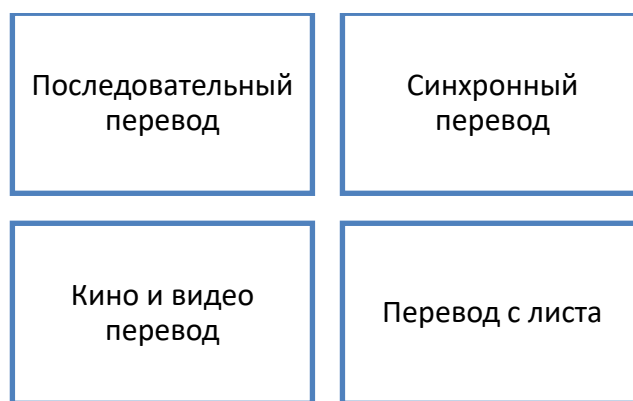 Последовательный
перевод
Синхронный
перевод
Кино и видео
перевод
Перевод с листа